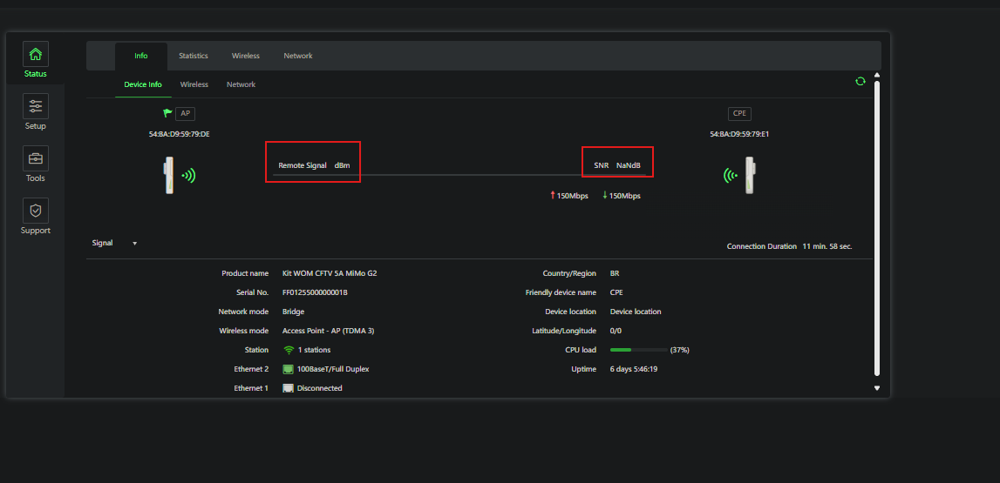 Info Statistics Wireless Network
Status
Device Info Wireless Network
AP CPE
54:BA:D9:59:79:DE 54:BA:D9:59:79:E1
Setup
Remote Signal dBm SNR NaNdB
Tools
150Mbps 150Mbps
Support
Signal Connection Duration 11 min. 58 sec.
Product name Kit WOM CFTV 5A MiMo G2 Country/Region BR
Serial No. FF0125500000001B Friendly device name CPE
Network mode Bridge Device location Device location
Wireless mode Access Point - AP (TDMA 3) Latitude/Longitude 0/0
Station 1 stations CPU load (37%)
Ethernet 2 100BaseT/Full Duplex Uptime 6 days 5:46:19
Ethernet 1 Disconnected